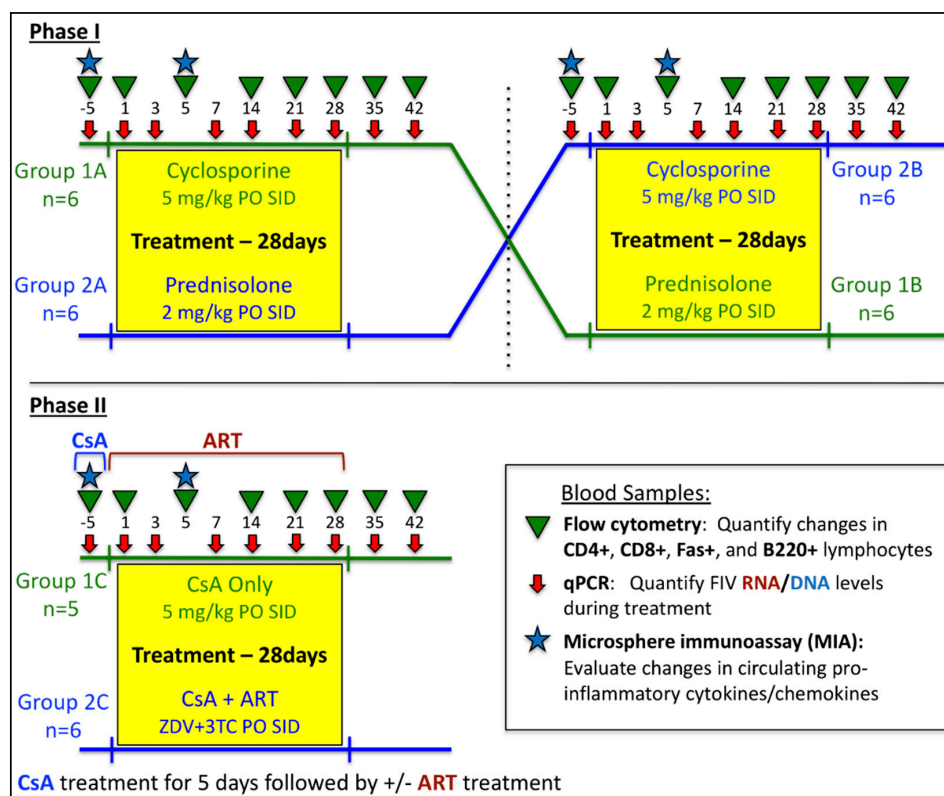 Phase I
-5 1 3 5 7 14 21 28 35 42
-5 1 3 5 7 14 21 28 35 42
Group 1A
n=6
Cyclosporine
5 mg/kg PO SID
Treatment – 28days
Group 2A
n=6
Prednisolone
2 mg/kg PO SID
Cyclosporine
5 mg/kg PO SID
Group 2B
n=6
Treatment – 28days
Prednisolone
2 mg/kg PO SID
Group 1B
n=6
Phase II
CsA
ART
-5 1 3 5 7 14 21 28 35 42
Group 1C
n=5
CsA Only
5 mg/kg PO SID
Treatment – 28days
Group 2C
n=6
CsA + ART
ZDV+3TC PO SID
CsA treatment for 5 days followed by +/- ART treatment
Blood Samples:
Flow cytometry: Quantify changes in
CD4+, CD8+, Fas+, and B220+ lymphocytes
qPCR: Quantify FIV RNA/DNA levels
during treatment
Microsphere immunoassay (MIA):
Evaluate changes in circulating pro-
inflammatory cytokines/chemokines